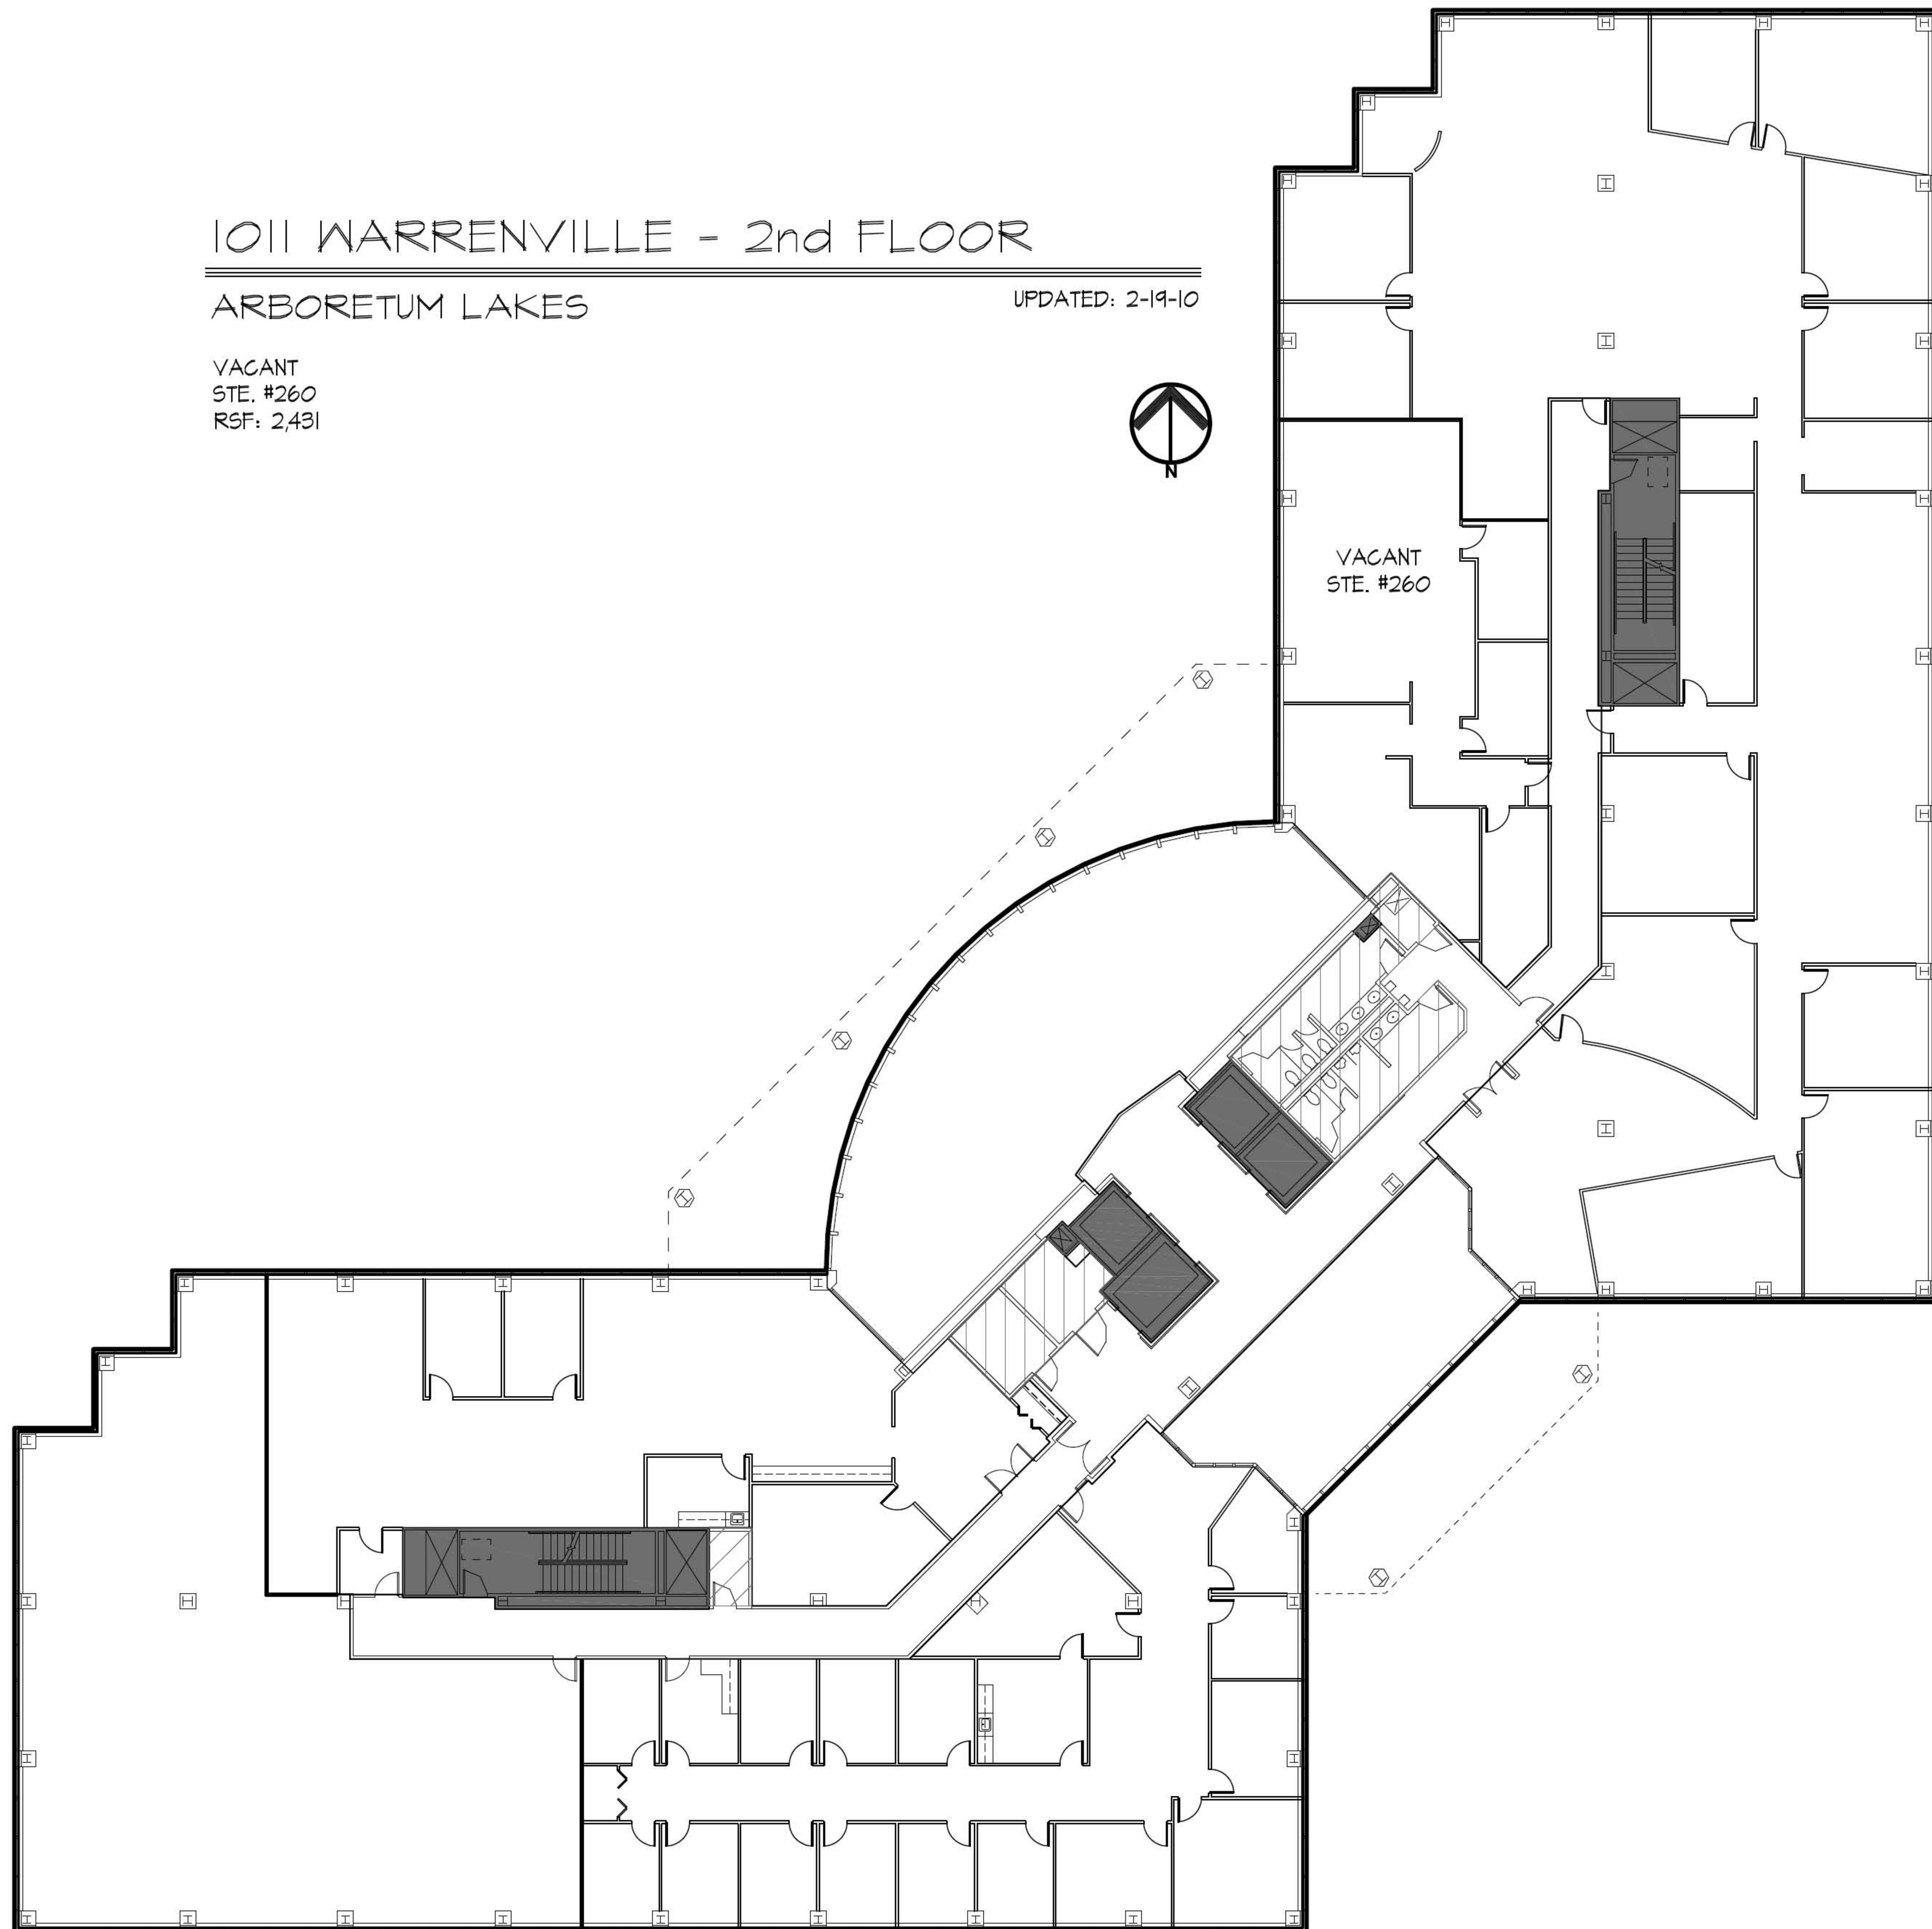 1011 WARRENVILLE - 2nd FLOOR
ARBORETUM LAKES
UPDATED: 2-19-10
VACANT
STE. #260
RSF: 2,431
N
VACANT
STE. #260